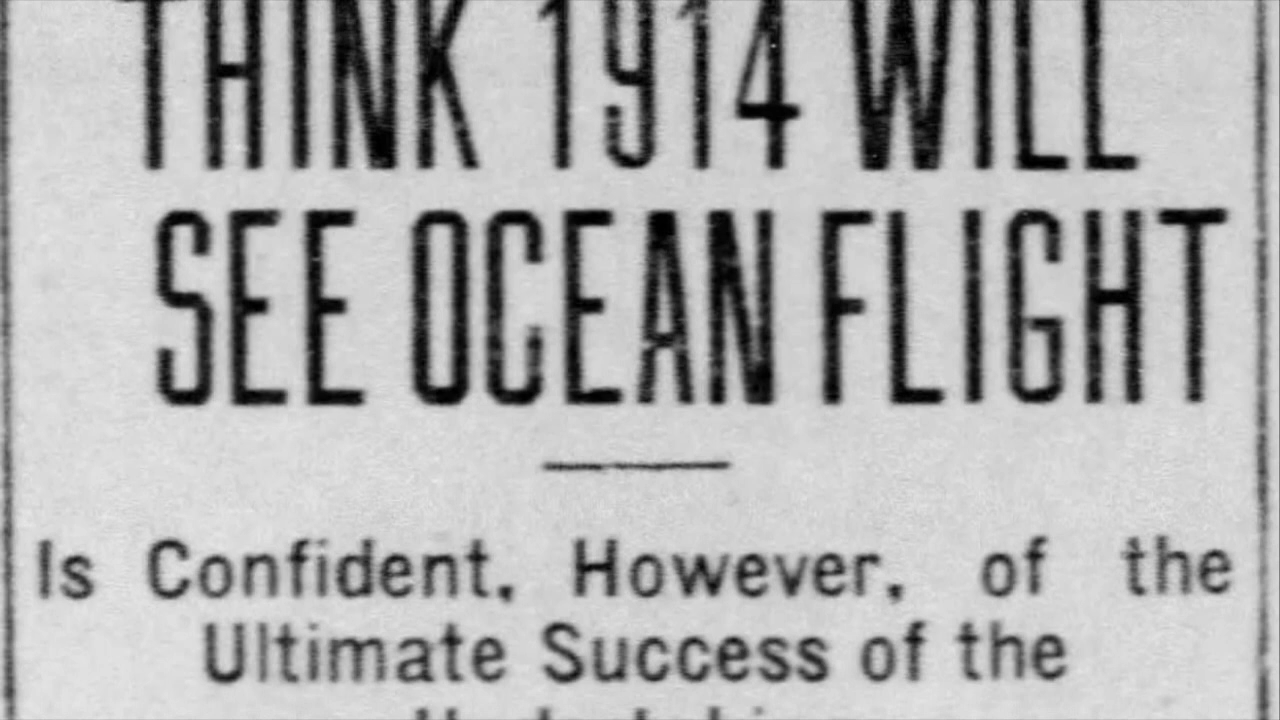 THINK 1914 WILL
SEE OCEAN FLIGHT
Is Confident, However, of the
Ultimate Success of the